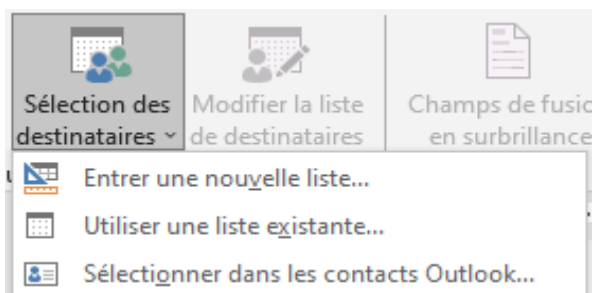 Sélection des
destinataires
Modifier la liste
de destinataires
Champs de
en surbrillance
Entrer une nouvelle liste...
Utiliser une liste existante...
Sélectionner dans les contacts Outlook...